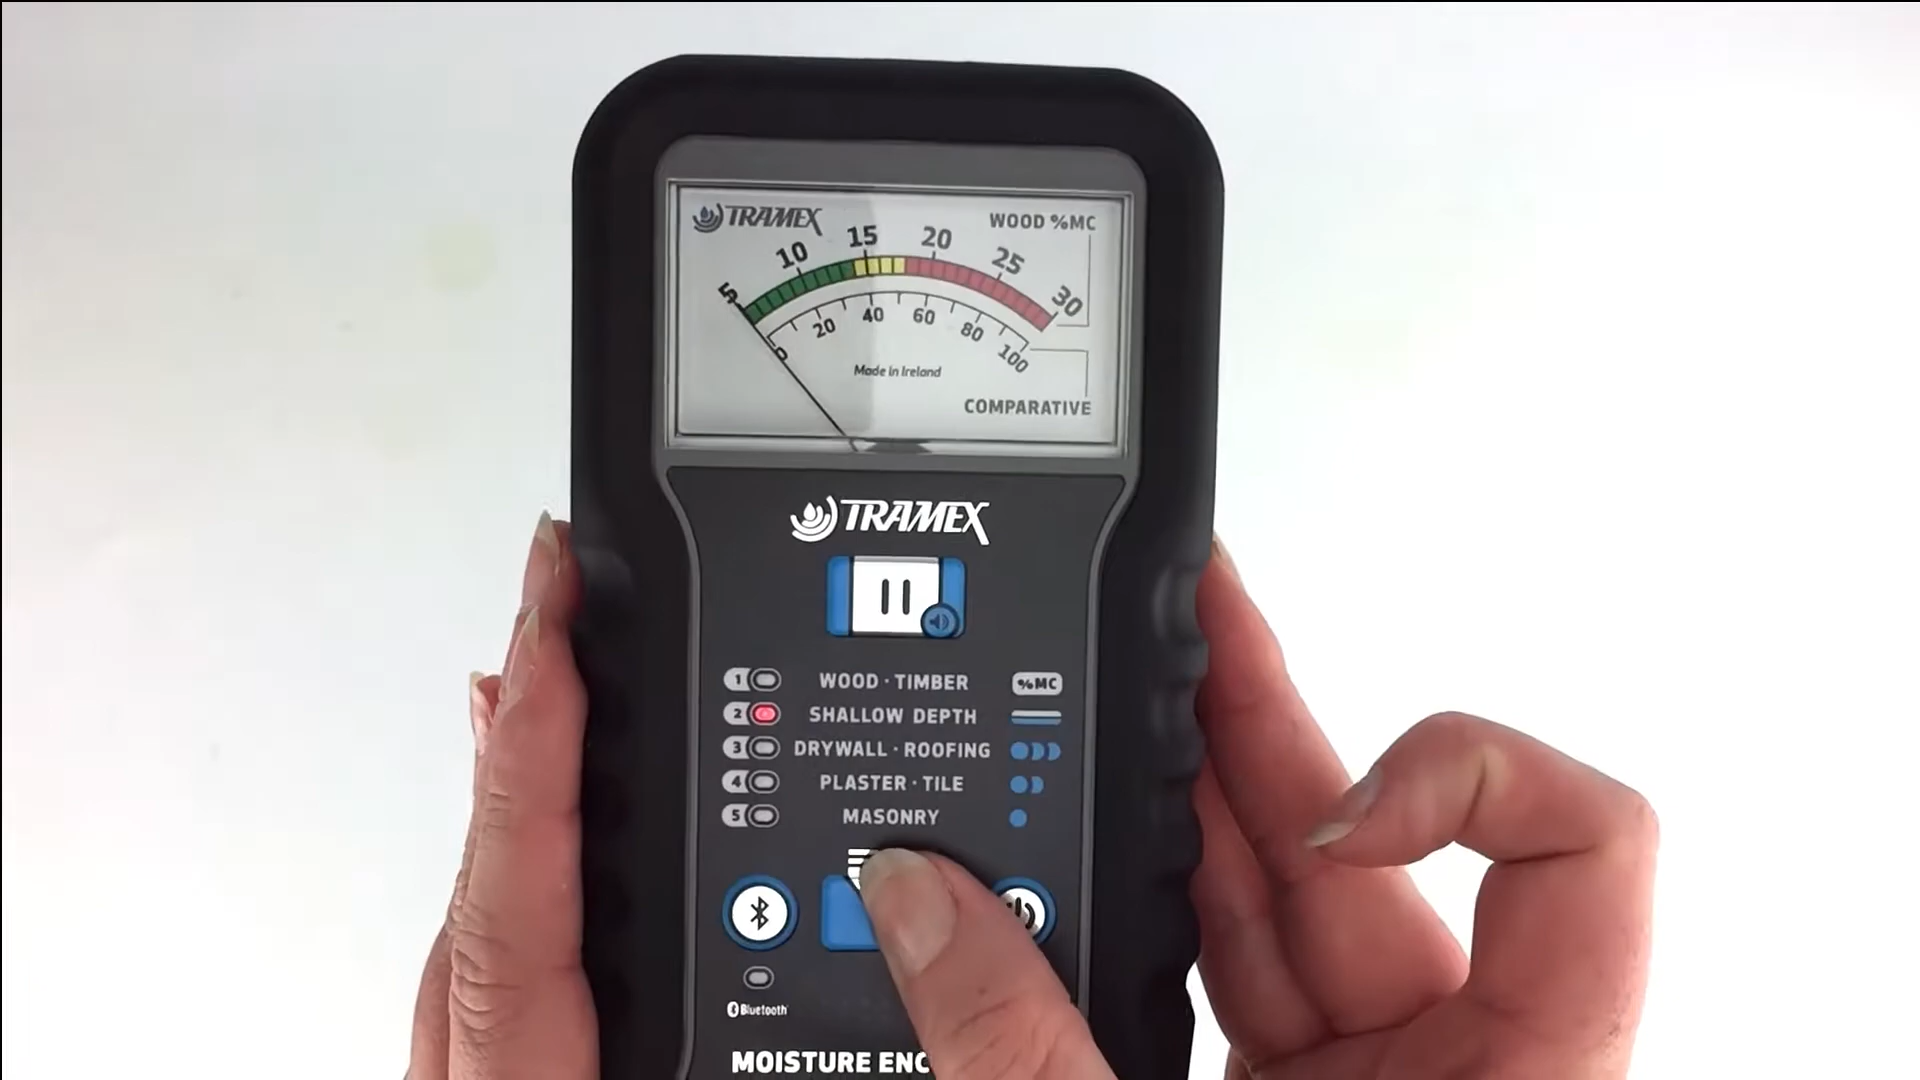 TRAMEX
WOOD %MC
5 10 15 20 25 30
0 20 40 60 80 100
Made in Ireland
COMPARATIVE
TRAMEX
1 WOOD · TIMBER %MC
2 SHALLOW DEPTH
3 DRYWALL · ROOFING
4 PLASTER · TILE
5 MASONRY
Bluetooth
MOISTURE ENC